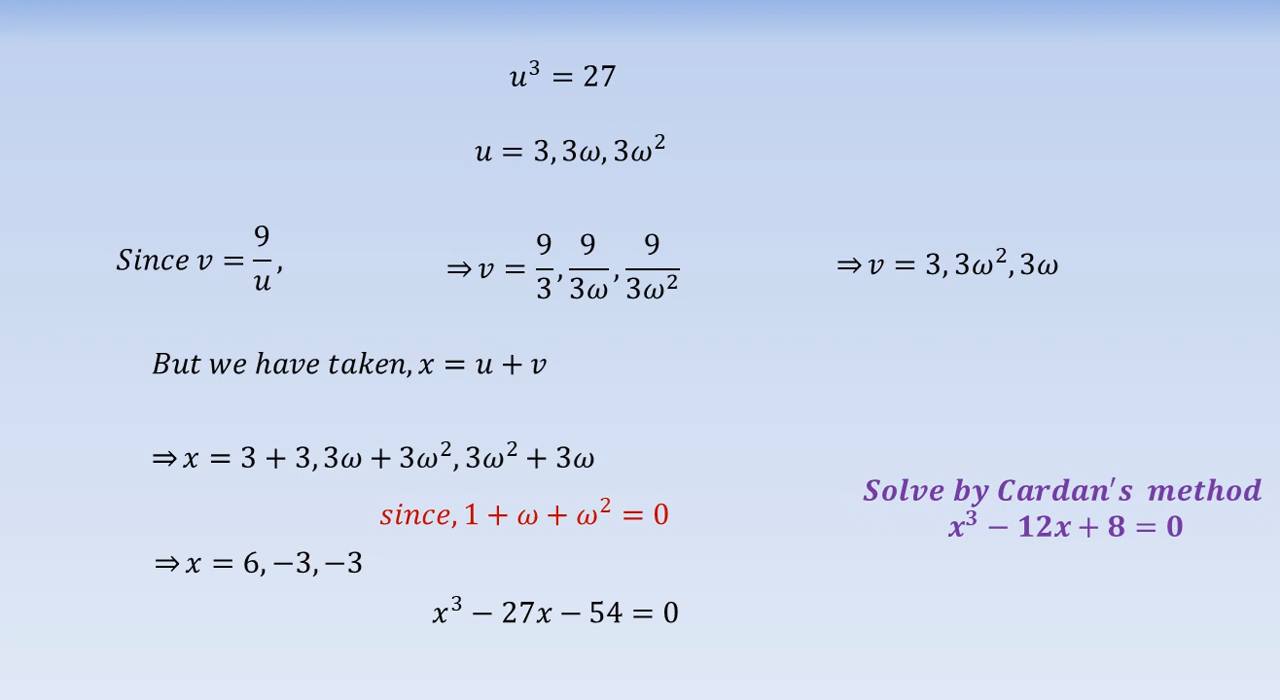 u³ = 27
u = 3, 3ω, 3ω²
Since v = 9/u, ⇒ v = 9/3, 9/3ω, 9/3ω² ⇒ v = 3, 3ω², 3ω
But we have taken, x = u + v
⇒ x = 3 + 3, 3ω + 3ω², 3ω² + 3ω
since, 1 + ω + ω² = 0
⇒ x = 6, −3, −3
x³ − 27x − 54 = 0
Solve by Cardan's method
x³ − 12x + 8 = 0